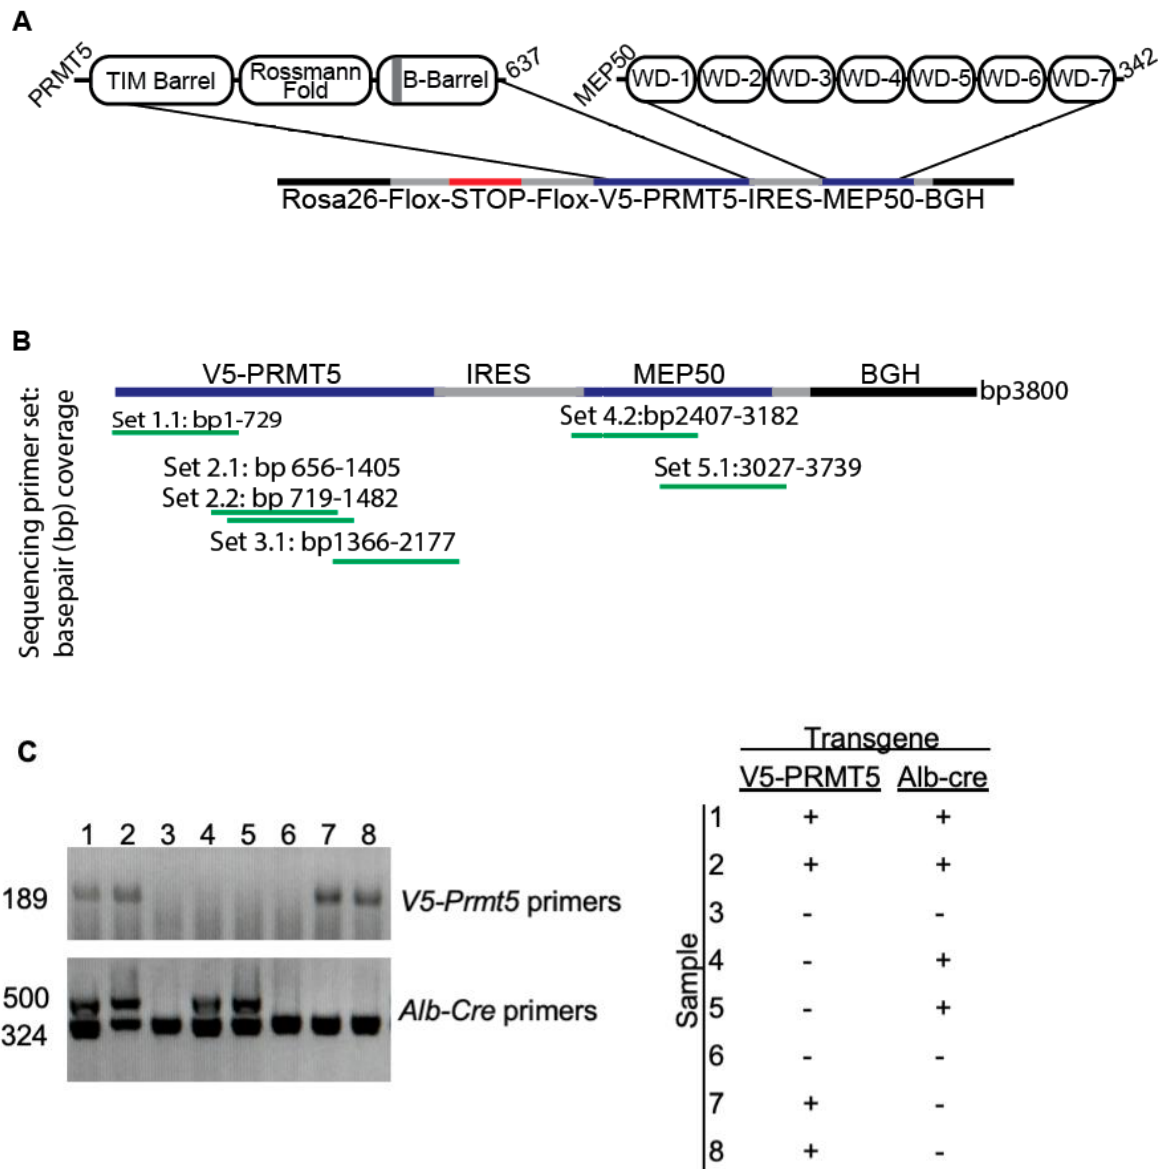 A
PRMT5 TIM Barrel Rossmann Fold B-Barrel 637 MEP50 WD-1 WD-2 WD-3 WD-4 WD-5 WD-6 WD-7 342
Rosa26-Flox-STOP-Flox-V5-PRMT5-IRES-MEP50-BGH
B
Sequencing primer set:
basepair (bp) coverage
V5-PRMT5 IRES MEP50 BGH
bp3800
Set 1.1: bp1-729
Set 4.2:bp2407-3182
Set 2.1: bp 656-1405
Set 5.1:3027-3739
Set 2.2: bp 719-1482
Set 3.1: bp1366-2177
C
1 2 3 4 5 6 7 8
189
V5-Prmt5 primers
500
324
Alb-Cre primers
Transgene
V5-PRMT5 Alb-cre
Sample
1 + +
2 + +
3 - -
4 - +
5 - +
6 - -
7 + -
8 + -